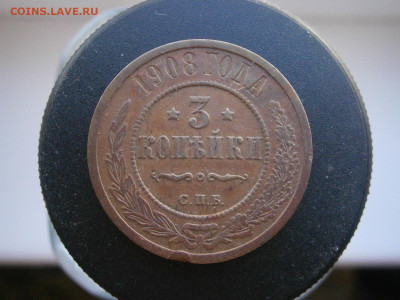 COINS.LAVE.RU
1908 ГОДА
★ 3 ★
КОПѢЙКИ
С.П.Б.